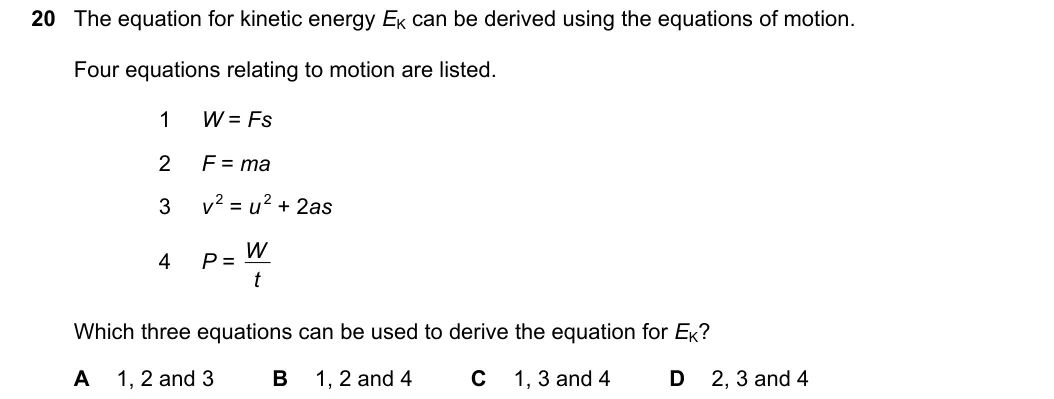 20 The equation for kinetic energy EK can be derived using the equations of motion.
Four equations relating to motion are listed.
1 W = Fs
2 F = ma
3 v² = u² + 2as
4 P = W/t
Which three equations can be used to derive the equation for EK?
A 1, 2 and 3 B 1, 2 and 4 C 1, 3 and 4 D 2, 3 and 4